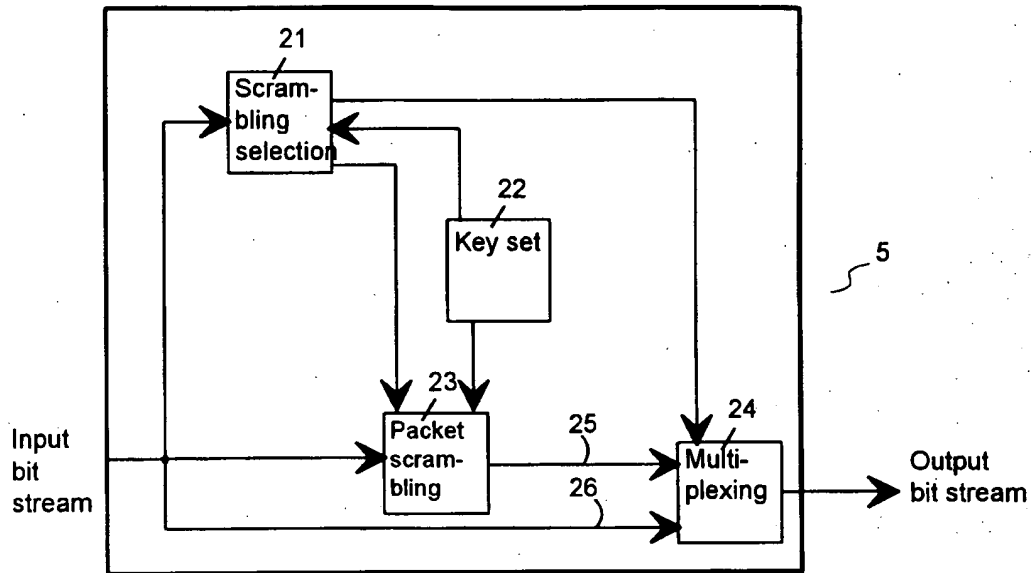 21
Scram-
bling
selection
22
Key set
5
23
Packet
scram-
bling
24
Multi-
plexing
25
26
Input
bit
stream
Output
bit stream